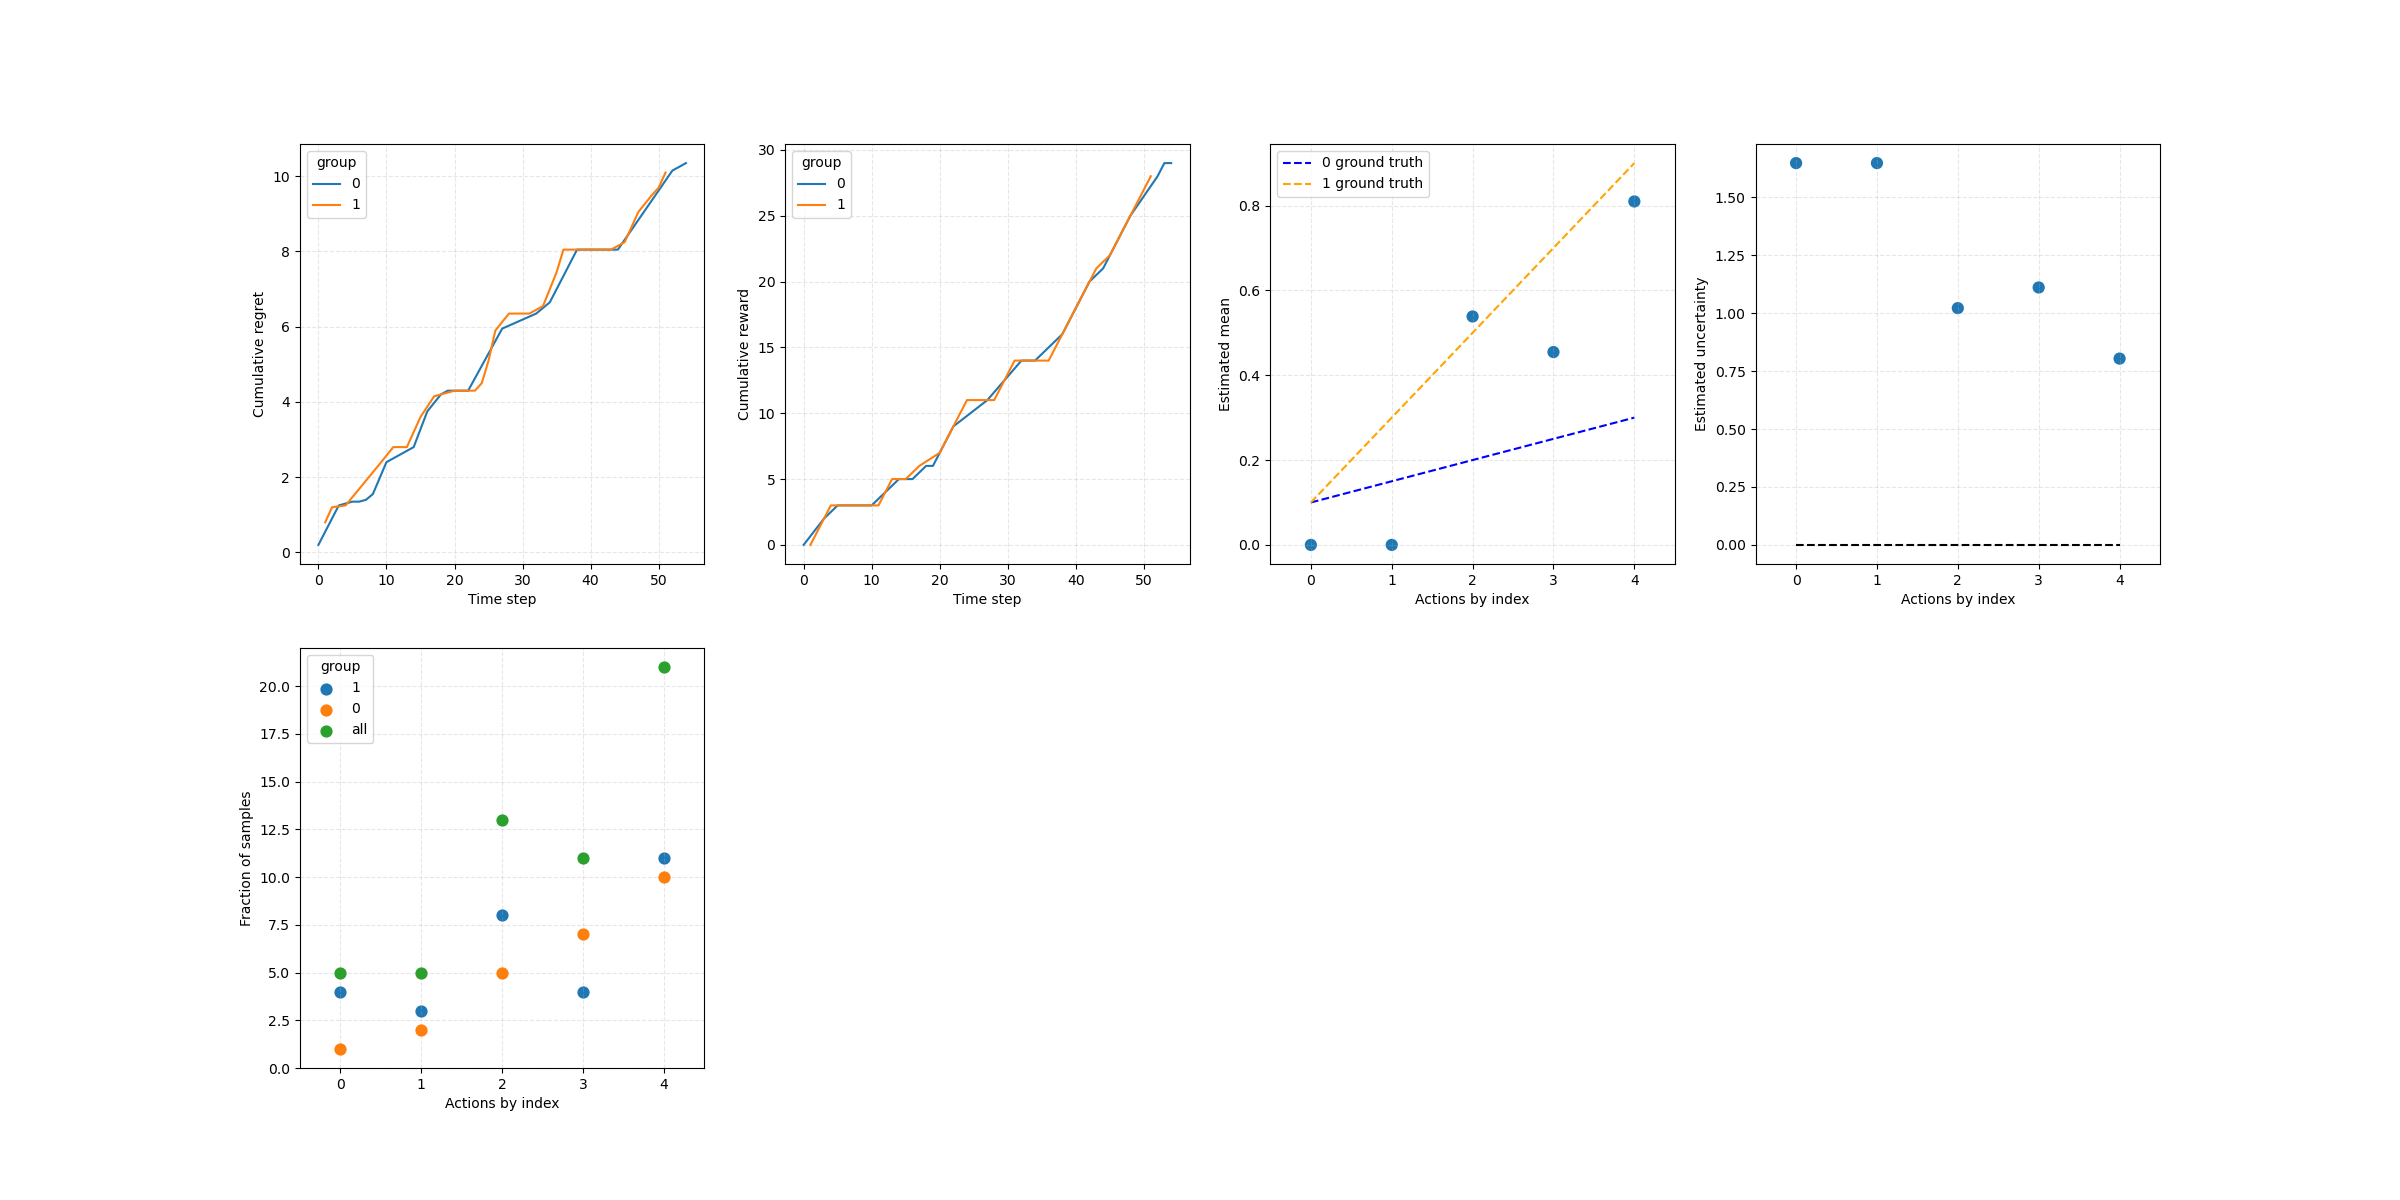 group
0
1
10
8
6
4
2
0
Cumulative regret
0 10 20 30 40 50
Time step
group
0
1
30
25
20
15
10
5
0
Cumulative reward
0 10 20 30 40 50
Time step
0 ground truth
1 ground truth
0.8
0.6
0.4
0.2
0.0
Estimated mean
0 1 2 3 4
Actions by index
1.50
1.25
1.00
0.75
0.50
0.25
0.00
Estimated uncertainty
0 1 2 3 4
Actions by index
group
1
0
all
20.0
17.5
15.0
12.5
10.0
7.5
5.0
2.5
0.0
Fraction of samples
0 1 2 3 4
Actions by index